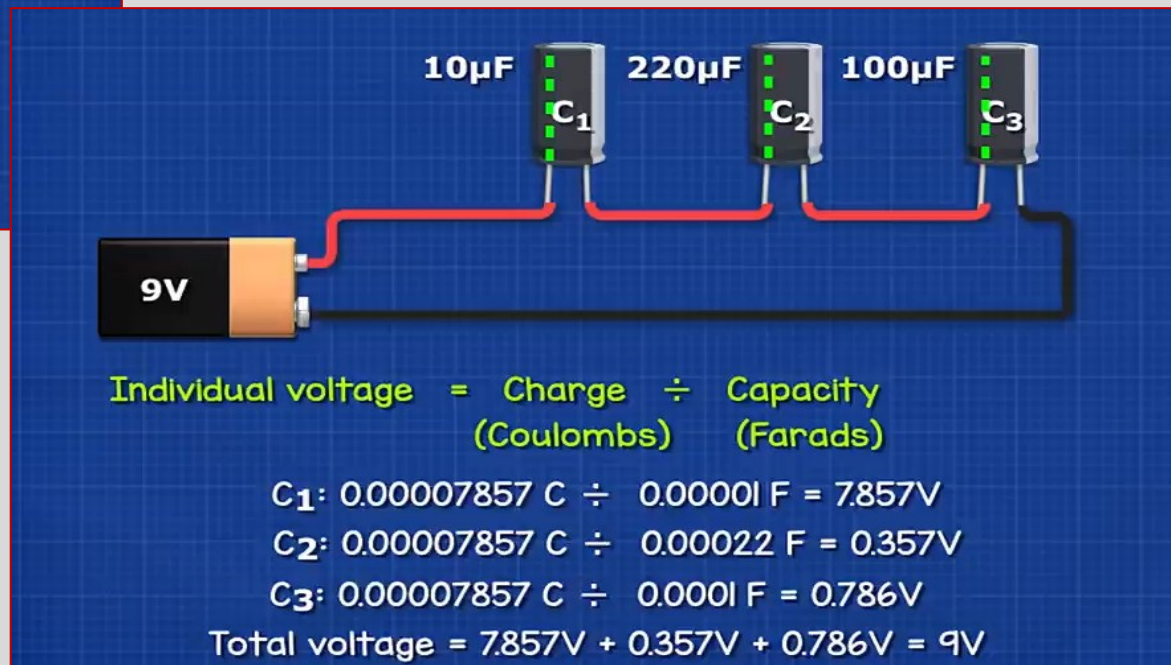 10µF 220µF 100µF
C₁ C₂ C₃
9V
Individual voltage = Charge ÷ Capacity
(Coulombs) (Farads)
C₁: 0.00007857 C ÷ 0.00001 F = 7.857V
C₂: 0.00007857 C ÷ 0.00022 F = 0.357V
C₃: 0.00007857 C ÷ 0.0001 F = 0.786V
Total voltage = 7.857V + 0.357V + 0.786V = 9V